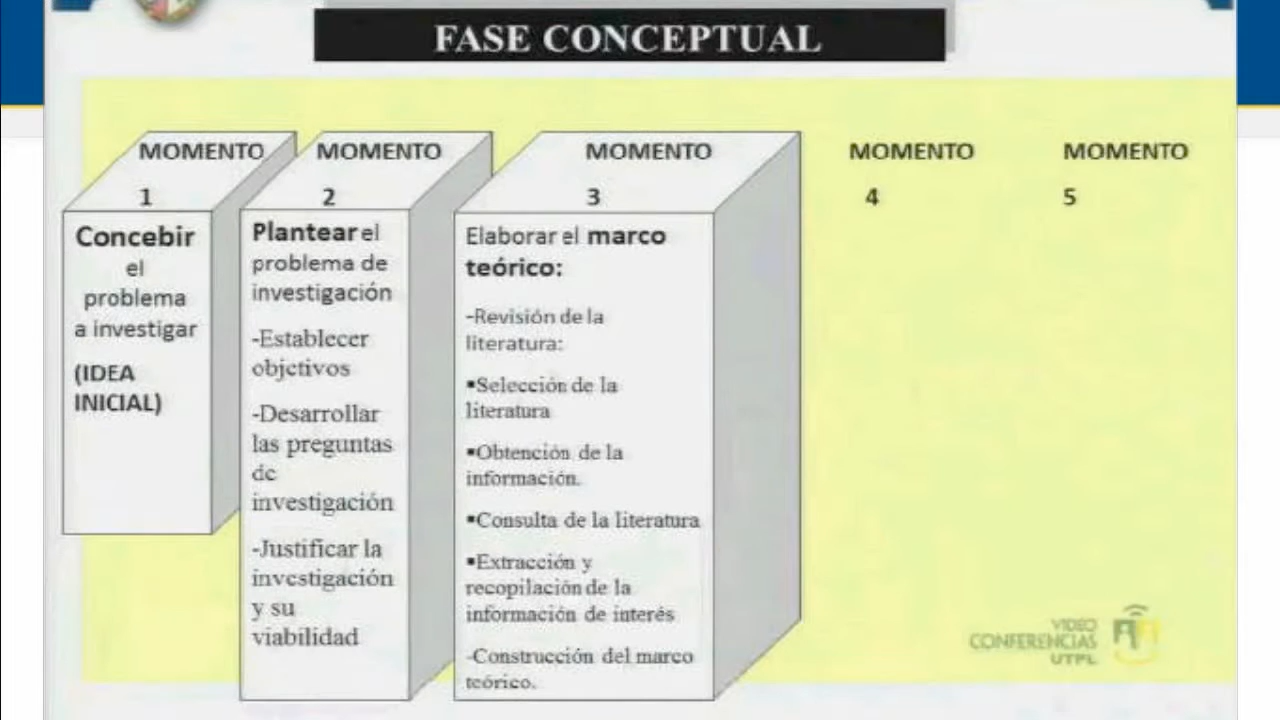 FASE CONCEPTUAL
MOMENTO
1
Concebir
el
problema
a investigar
(IDEA
INICIAL)
MOMENTO
2
Plantear el
problema de
investigación
-Establecer
objetivos
-Desarrollar
las preguntas
de
investigación
-Justificar la
investigación
y su
viabilidad
MOMENTO
3
Elaborar el marco
teórico:
-Revisión de la
literatura:
▪Selección de la
literatura
▪Obtención de la
información.
▪Consulta de la literatura
▪Extracción y
recopilación de la
información de interés
-Construcción del marco
teórico.
MOMENTO
4
MOMENTO
5
VIDEO
CONFERENCIAS
UTPL